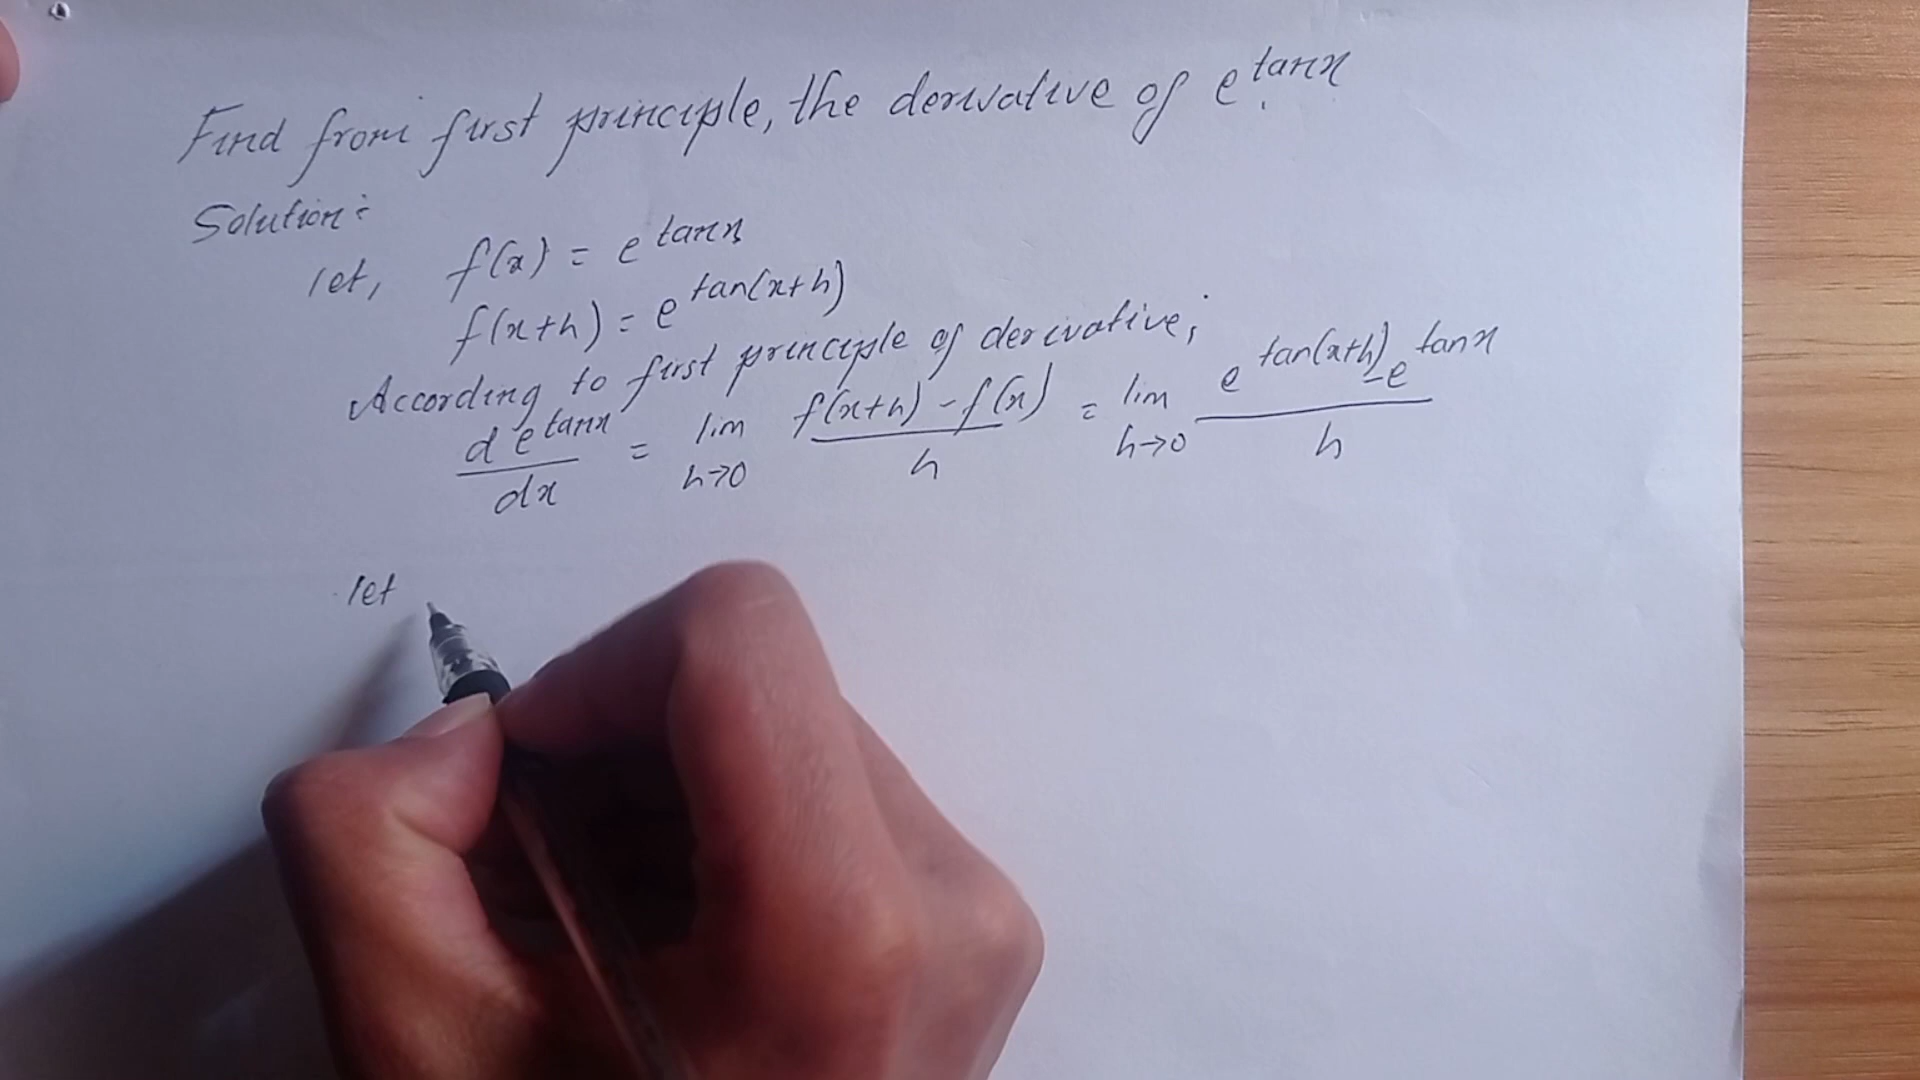 Find from first principle, the derivative of e^tanx
Solution:
let, f(x) = e^tanx
f(x+h) = e^tan(x+h)
According to first principle of derivative;
de^tanx/dx = lim h→0 f(x+h) - f(x)/h = lim h→0 e^tan(x+h) - e^tanx/h
let